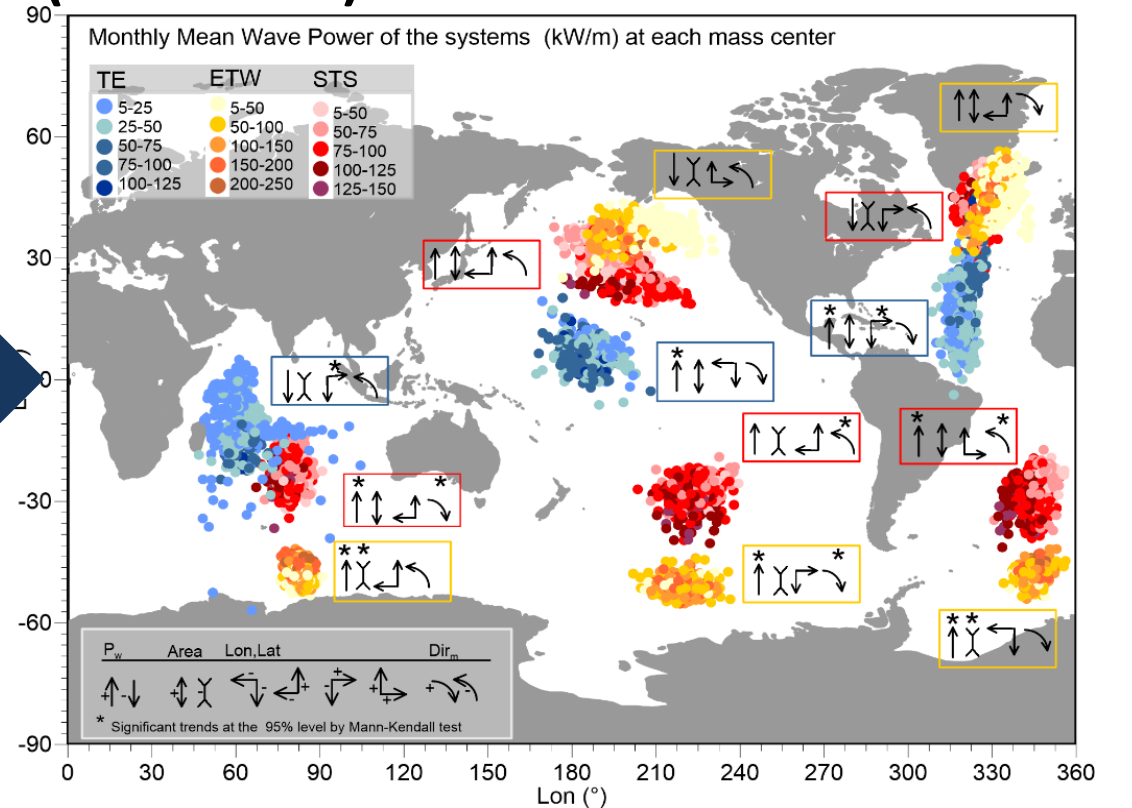 Monthly Mean Wave Power of the systems (kW/m) at each mass center
TE ETW STS
5-25 5-50 5-50
25-50 50-100 50-75
50-75 100-150 75-100
75-100 150-200 100-125
100-125 200-250 125-150
90
60
30
0
-30
-60
-90
P_w Area Lon,Lat Dir_m
+ - + - - - + + + - + + -
* Significant trends at the 95% level by Mann-Kendall test
0 30 60 90 120 150 180 210 240 270 300 330 360
Lon (°)